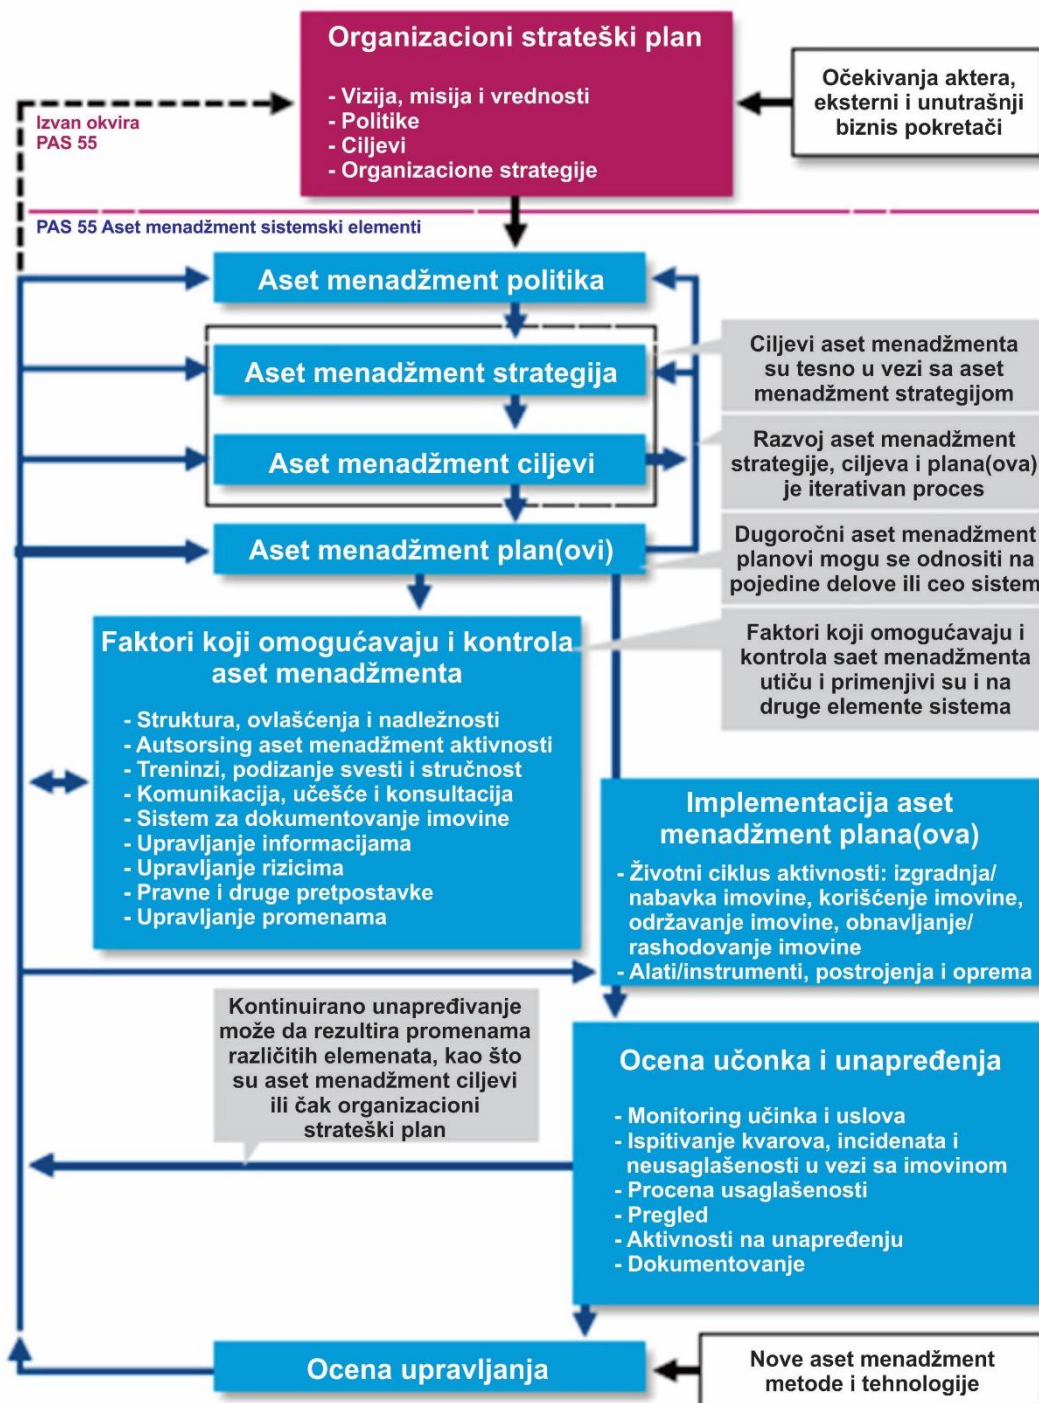 Organizacioni strateški plan
- Vizija, misija i vrednosti
- Politike
- Ciljevi
- Organizacione strategije
Očekivanja aktera,
eksterni i unutrašnji
biznis pokretači
Izvan okvira
PAS 55
PAS 55 Aset menadžment sistemski elementi
Aset menadžment politika
Aset menadžment strategija
Aset menadžment ciljevi
Aset menadžment plan(ovi)
Ciljevi aset menadžmenta
su tesno u vezi sa aset
menadžment strategijom
Razvoj aset menadžment
strategije, ciljeva i plana(ova)
je iterativan proces
Dugoročni aset menadžment
planovi mogu se odnositi na
pojedine delove ili ceo sistem
Faktori koji omogućavaju i
kontrola saet menadžmenta
utiču i primenjivi su i na
druge elemente sistema
Faktori koji omogućavaju i kontrola
aset menadžmenta
- Struktura, ovlašćenja i nadležnosti
- Autsorsing aset menadžment aktivnosti
- Treninzi, podizanje svesti i stručnost
- Komunikacija, učešće i konsultacija
- Sistem za dokumentovanje imovine
- Upravljanje informacijama
- Upravljanje rizicima
- Pravne i druge pretpostavke
- Upravljanje promenama
Implementacija aset
menadžment plana(ova)
- Životni ciklus aktivnosti: izgradnja/
nabavka imovine, korišćenje imovine,
održavanje imovine, obnavljanje/
rashodovanje imovine
- Alati/instrumenti, postrojenja i oprema
Kontinuirano unapređivanje
može da rezultira promenama
različitih elemenata, kao što
su aset menadžment ciljevi
ili čak organizacioni
strateški plan
Ocena učonka i unapređenja
- Monitoring učinka i uslova
- Ispitivanje kvarova, incidenata i
neusaglašenosti u vezi sa imovinom
- Procena usaglašenosti
- Pregled
- Aktivnosti na unapređenju
- Dokumentovanje
Ocena upravljanja
Nove aset menadžment
metode i tehnologije